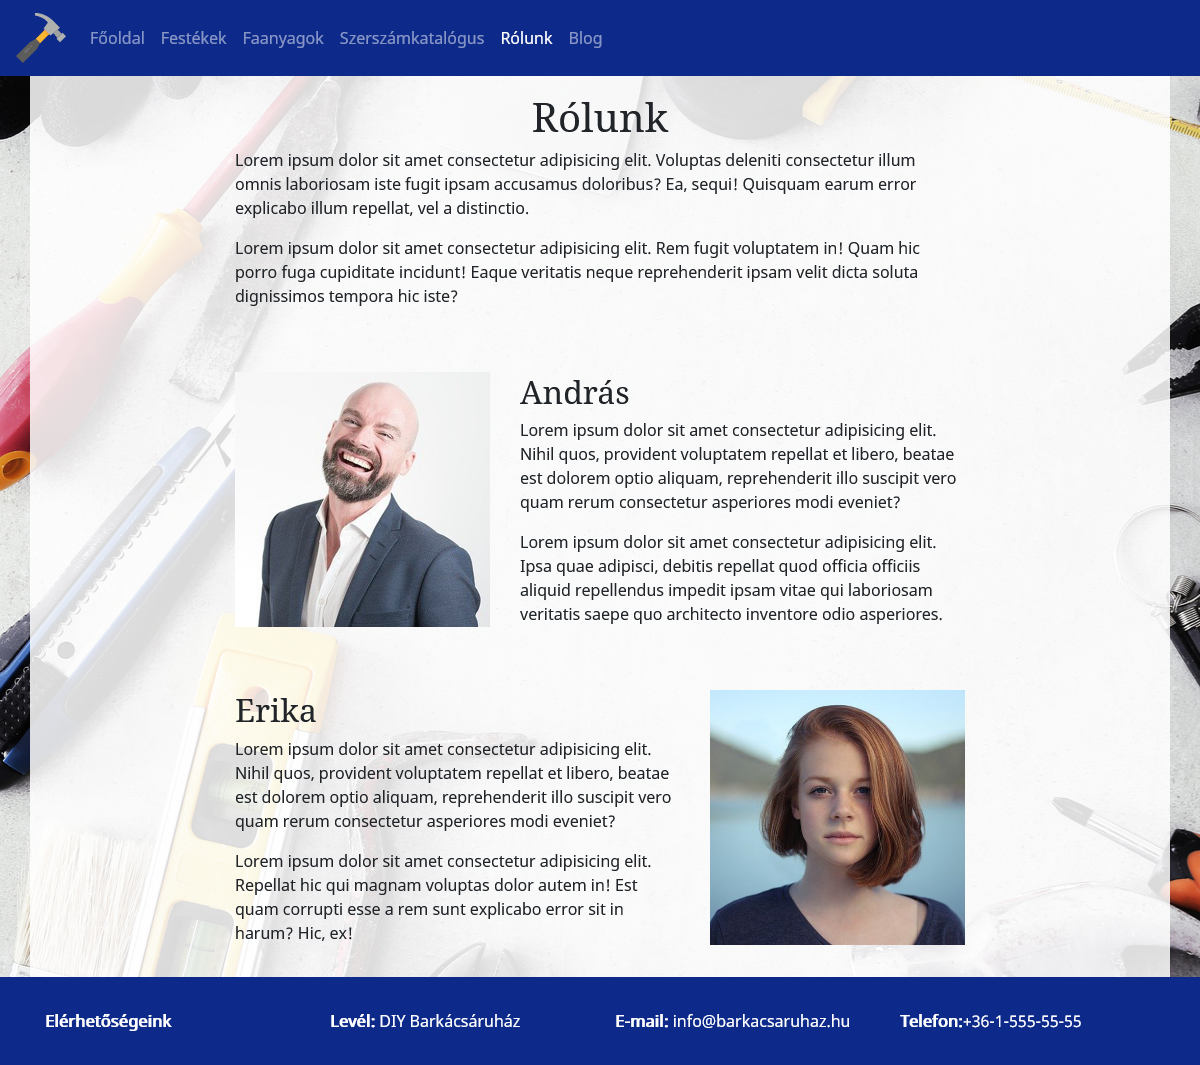 Főoldal Festékek Faanyagok Szerszámkatalógus Rólunk Blog
Rólunk
Lorem ipsum dolor sit amet consectetur adipisicing elit. Voluptas deleniti consectetur illum
omnis laboriosam iste fugit ipsam accusamus doloribus? Ea, sequi! Quisquam earum error
explicabo illum repellat, vel a distinctio.
Lorem ipsum dolor sit amet consectetur adipisicing elit. Rem fugit voluptatem in! Quam hic
porro fuga cupiditate incidunt! Eaque veritatis neque reprehenderit ipsam velit dicta soluta
dignissimos tempora hic iste?
András
Lorem ipsum dolor sit amet consectetur adipisicing elit.
Nihil quos, provident voluptatem repellat et libero, beatae
est dolorem optio aliquam, reprehenderit illo suscipit vero
quam rerum consectetur asperiores modi eveniet?
Lorem ipsum dolor sit amet consectetur adipisicing elit.
Ipsa quae adipisci, debitis repellat quod officia officiis
aliquid repellendus impedit ipsam vitae qui laboriosam
veritatis saepe quo architecto inventore odio asperiores.
Erika
Lorem ipsum dolor sit amet consectetur adipisicing elit.
Nihil quos, provident voluptatem repellat et libero, beatae
est dolorem optio aliquam, reprehenderit illo suscipit vero
quam rerum consectetur asperiores modi eveniet?
Lorem ipsum dolor sit amet consectetur adipisicing elit.
Repellat hic qui magnam voluptas dolor autem in! Est
quam corrupti esse a rem sunt explicabo error sit in
harum? Hic, ex!
Elérhetőségeink
Levél: DIY Barkácsáruház
E-mail: info@barkacsaruhaz.hu
Telefon:+36-1-555-55-55